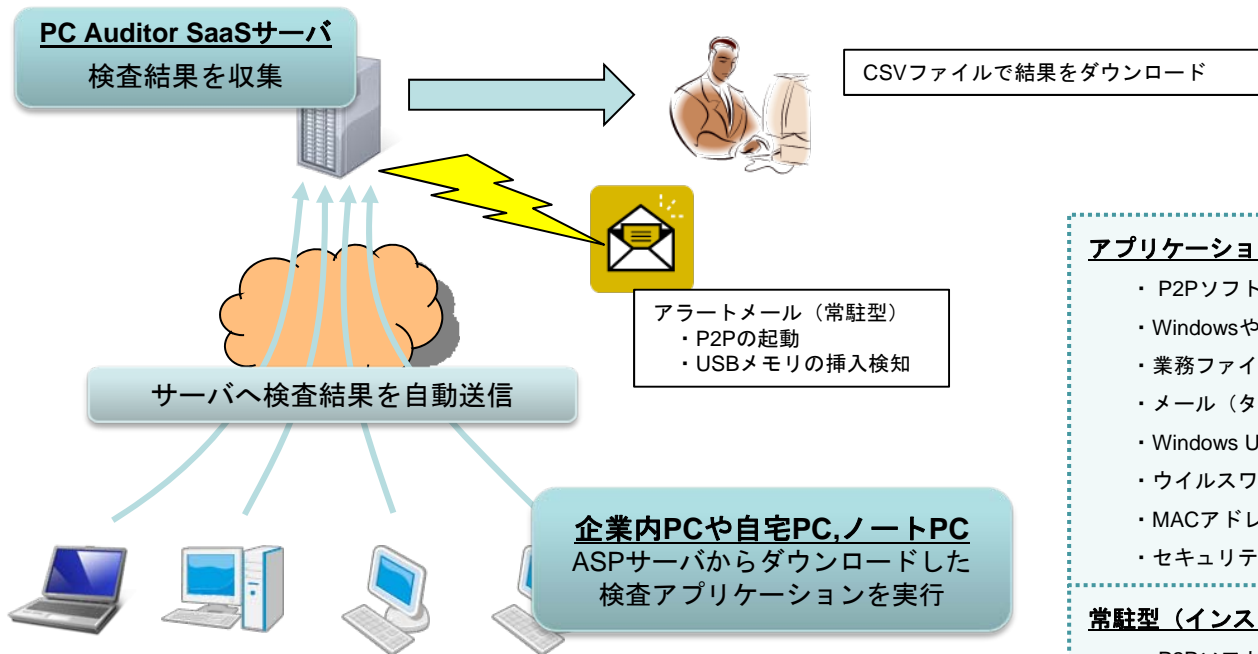 PC Auditor SaaSサーバ
検査結果を収集
CSVファイルで結果をダウンロード
アラートメール（常駐型）
・P2Pの起動
・USBメモリの挿入検知
サーバへ検査結果を自動送信
企業内PCや自宅PC,ノートPC
ASPサーバからダウンロードした
検査アプリケーションを実行
アプリケーショ
・ P2Pソフト
・Windowsや
・業務ファイ
・メール（タ
・Windows U
・ウイルスワ
・MACアドレ
・セキュリテ
常駐型（インス